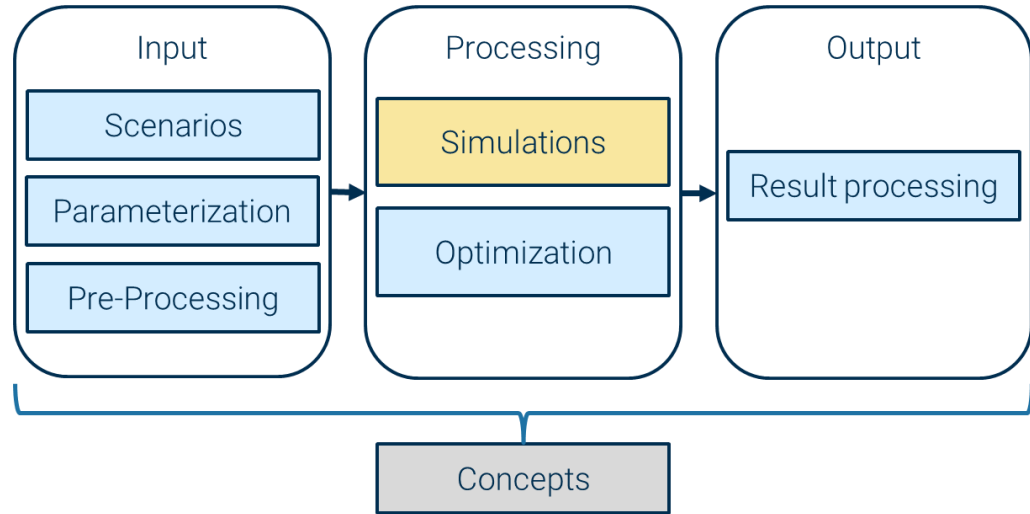 Input
Scenarios
Parameterization
Pre-Processing
Processing
Simulations
Optimization
Output
Result processing
Concepts